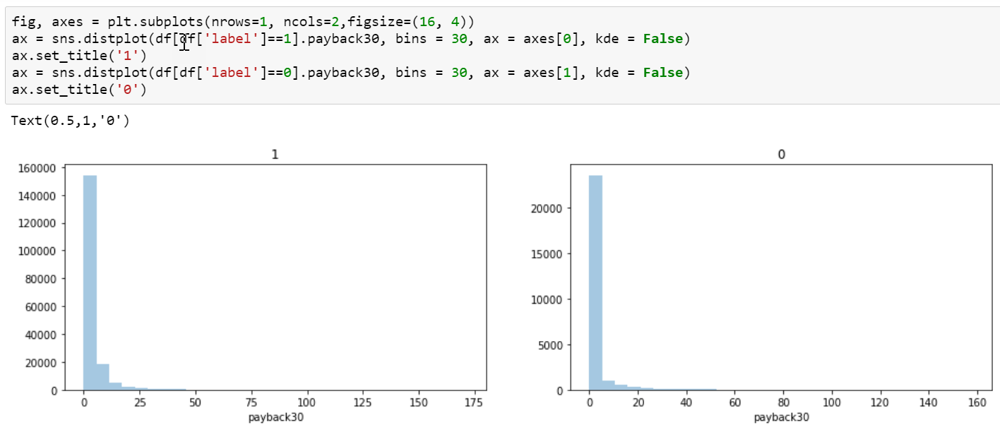 fig, axes = plt.subplots(nrows=1, ncols=2,figsize=(16, 4))
ax = sns.distplot(df[df['label']==1].payback30, bins = 30, ax = axes[0], kde = False)
ax.set_title('1')
ax = sns.distplot(df[df['label']==0].payback30, bins = 30, ax = axes[1], kde = False)
ax.set_title('0')
Text(0.5,1,'0')
1
160000
140000
120000
100000
80000
60000
40000
20000
0
0 25 50 75 100 125 150 175
payback30
0
20000
15000
10000
5000
0
0 20 40 60 80 100 120 140 160
payback30